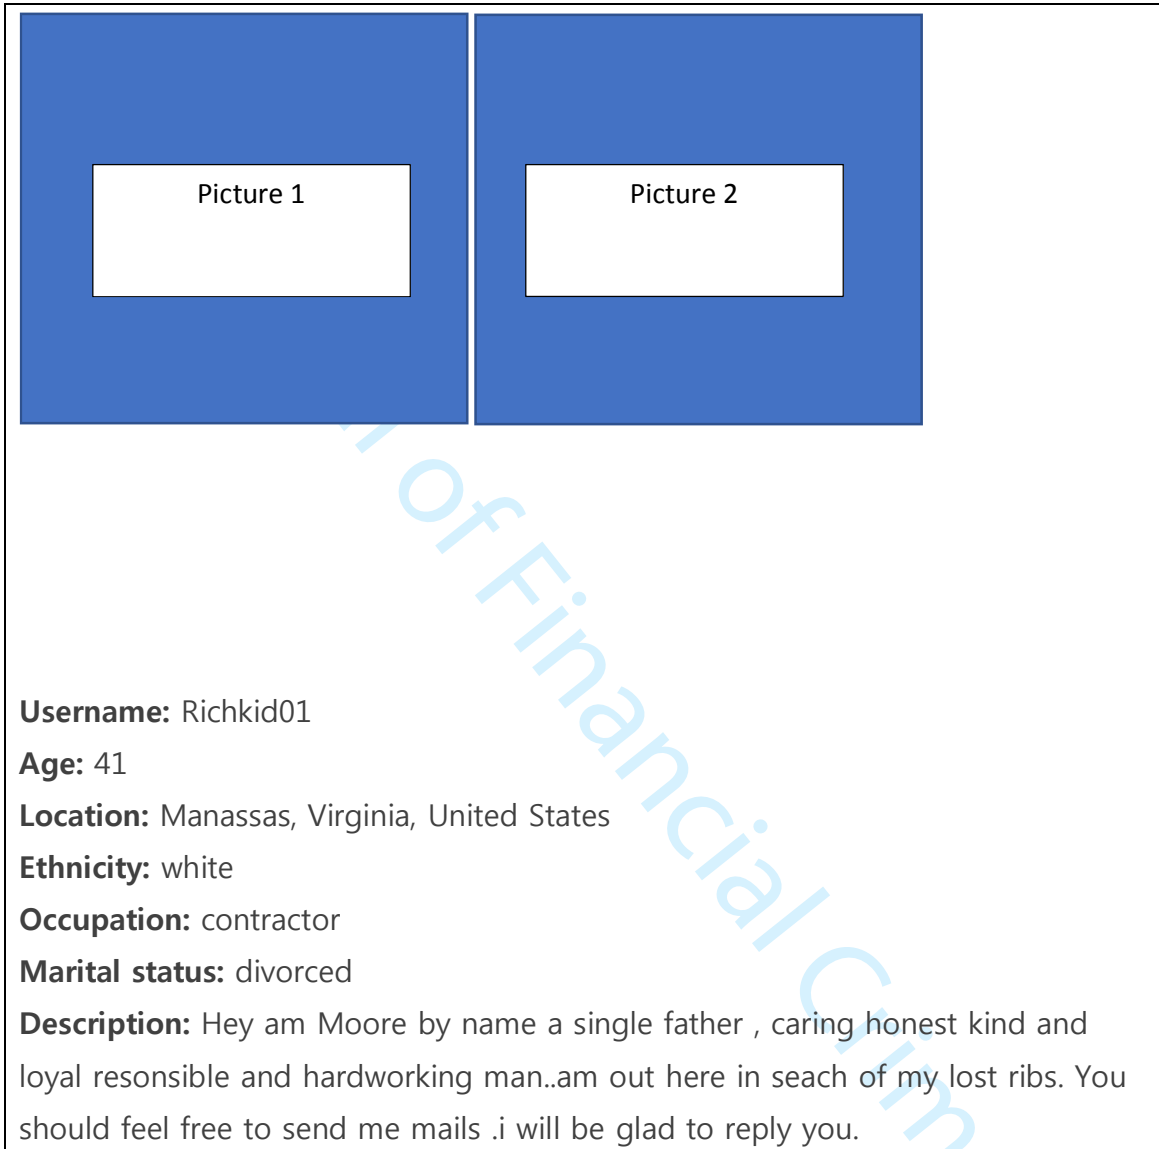 Picture 1
Picture 2
of Financial Crim
Username: Richkid01
Age: 41
Location: Manassas, Virginia, United States
Ethnicity: white
Occupation: contractor
Marital status: divorced
Description: Hey am Moore by name a single father , caring honest kind and
loyal resonsible and hardworking man..am out here in seach of my lost ribs. You
should feel free to send me mails .i will be glad to reply you.